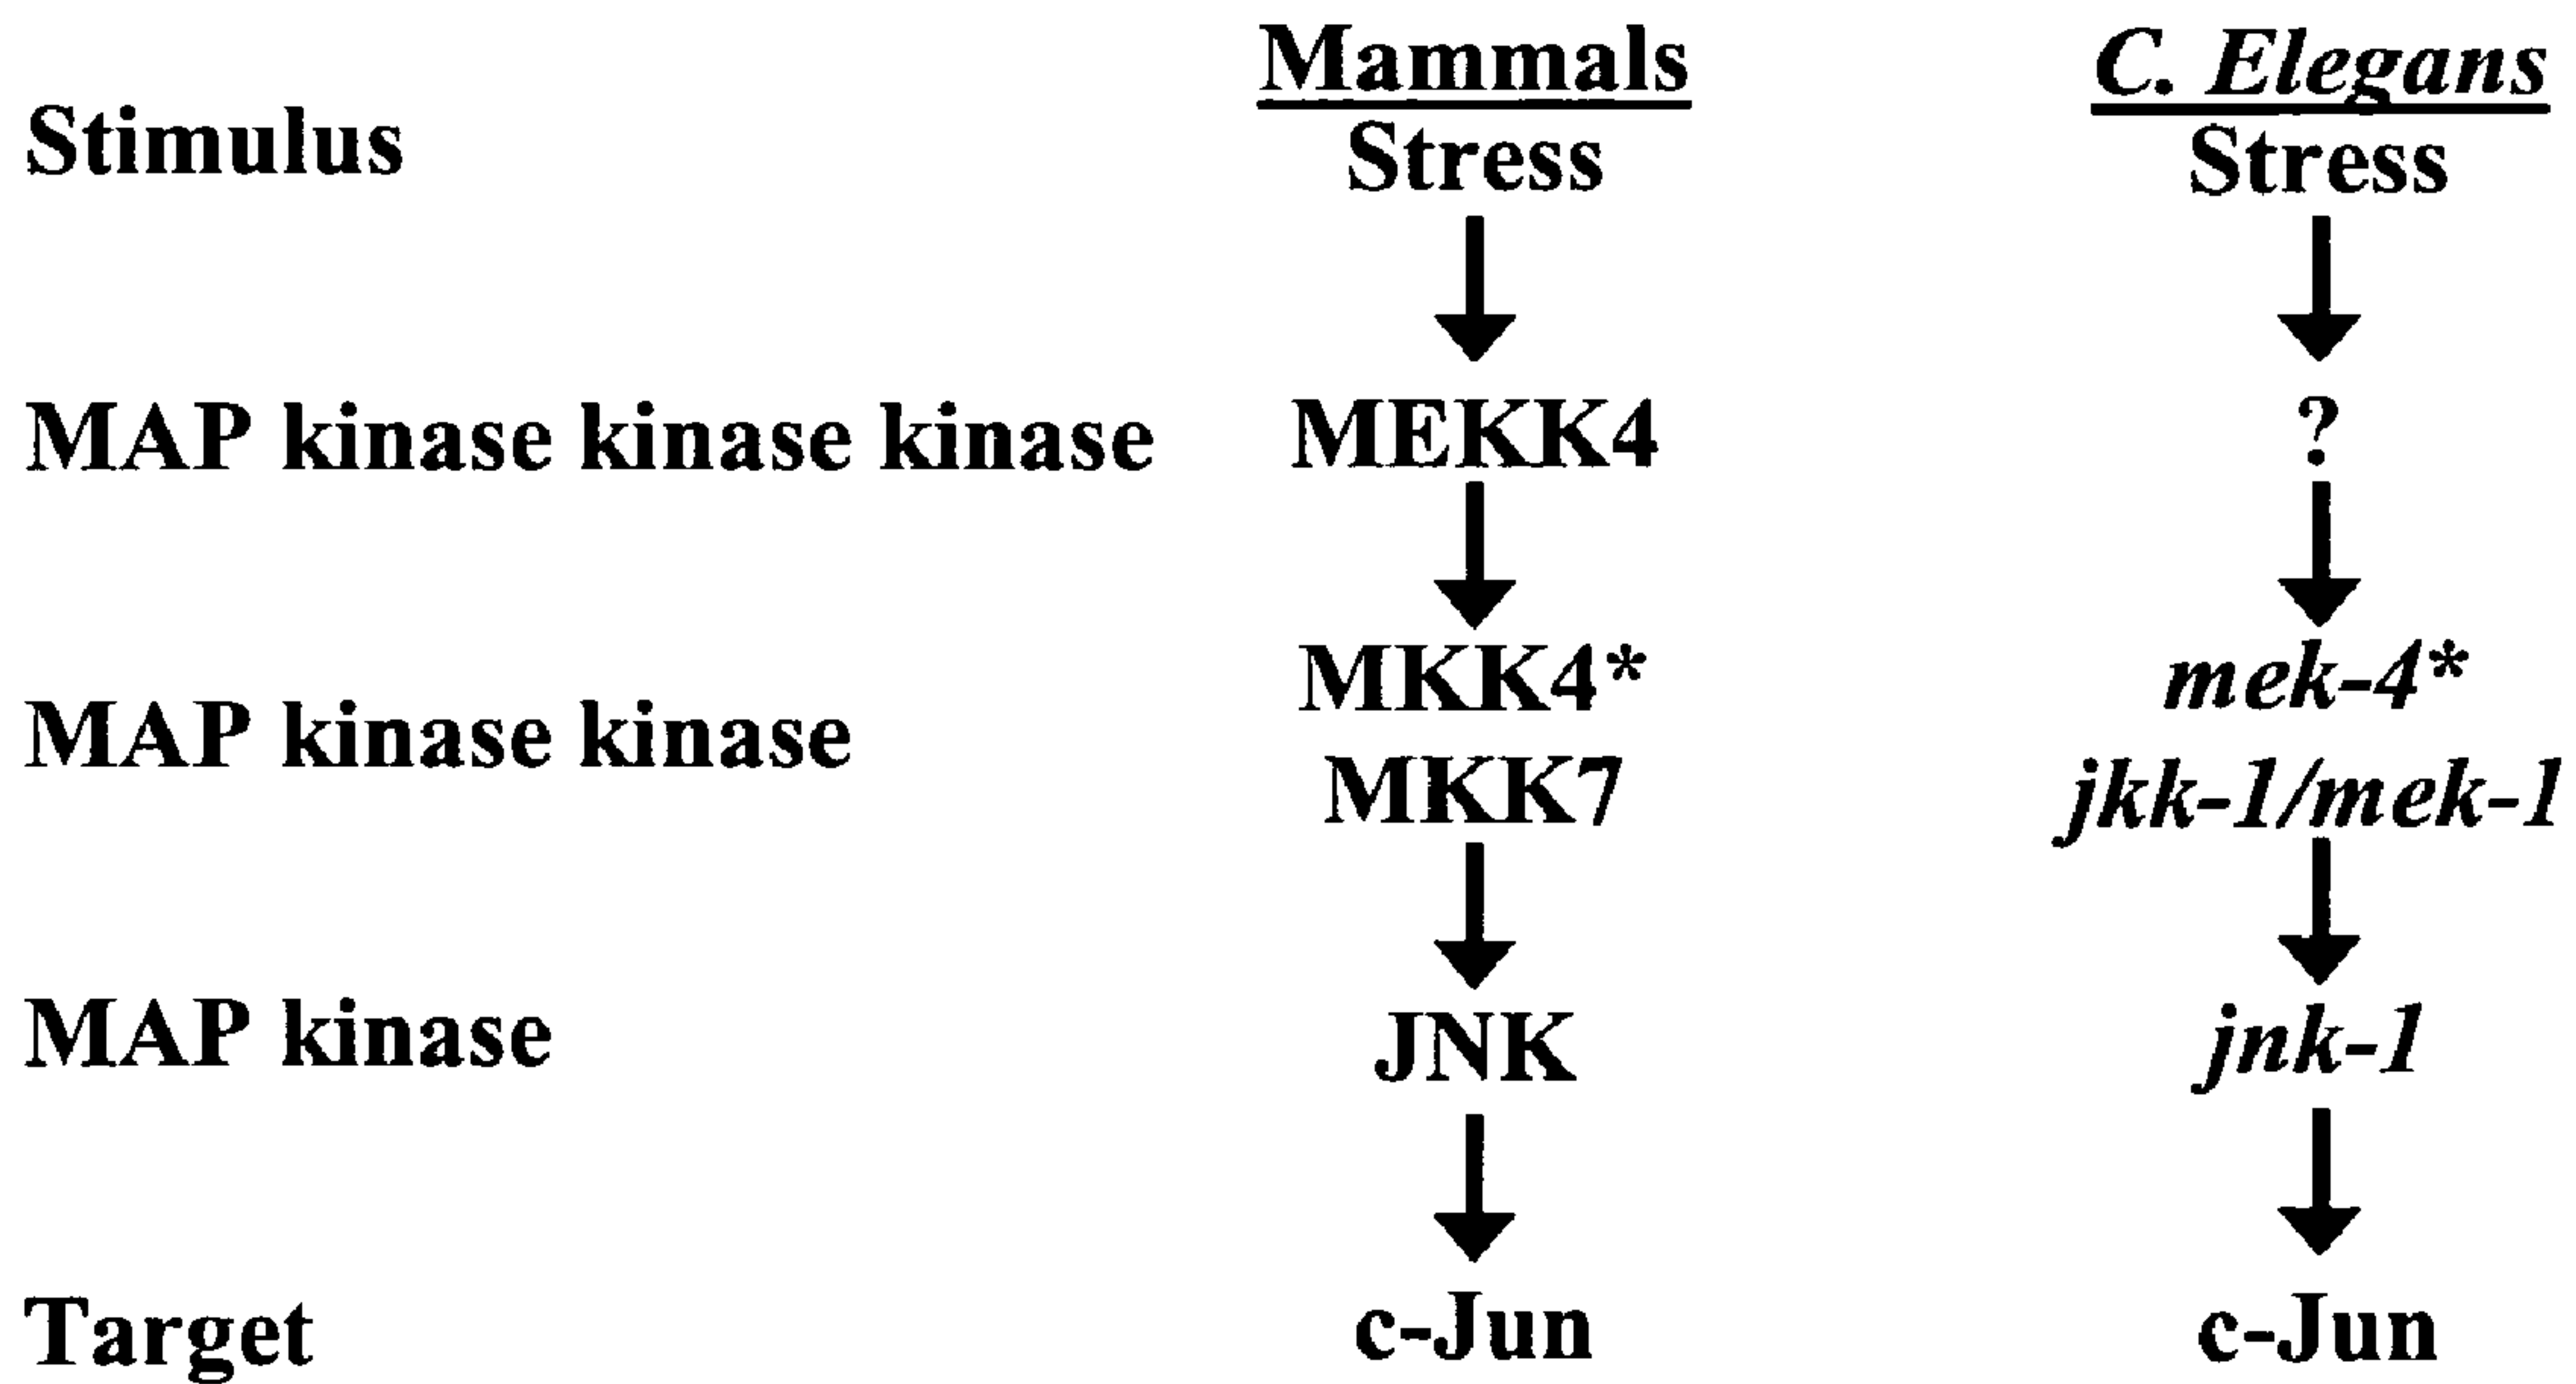 Mammals C. Elegans
Stimulus Stress Stress
MAP kinase kinase kinase MEKK4 ?
MKK4* mek-4*
MAP kinase kinase
MKK7 jkk-1/mek-1
MAP kinase JNK jnk-1
Target c-Jun c-Jun